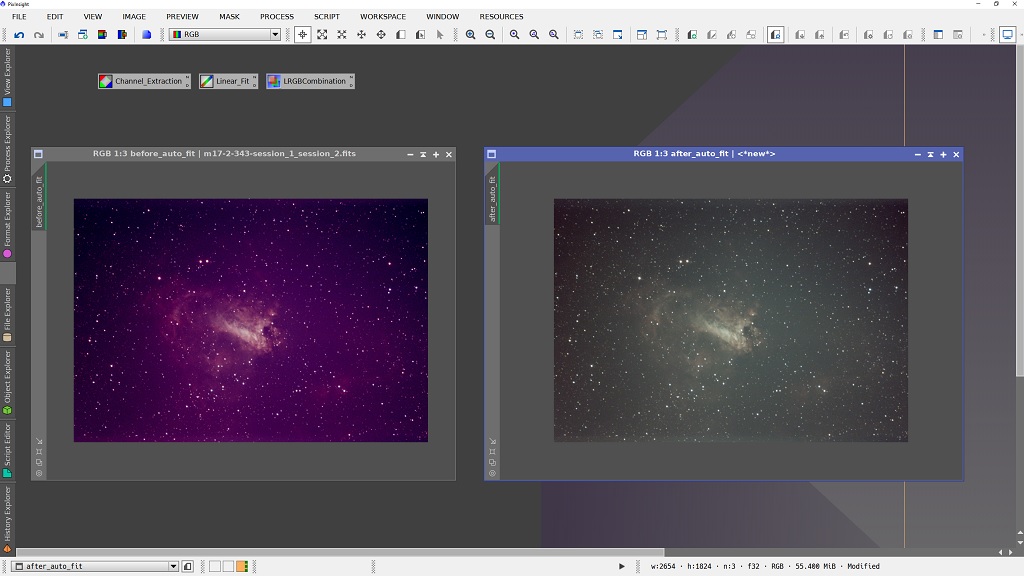 PixInsight
FILE EDIT VIEW IMAGE PREVIEW MASK PROCESS SCRIPT WORKSPACE WINDOW RESOURCES
RGB
View Explorer
Process Explorer
Format Explorer
File Explorer
Object Explorer
Script Editor
History Explorer
Channel_Extraction
Linear_Fit
LRGBCombination
RGB 1:3 before_auto_fit | m17-2-343-session_1_session_2.fits
before_auto_fit
RGB 1:3 after_auto_fit | <*new*>
after_auto_fit
after_auto_fit
w:2654 · h:1824 · n:3 · f32 · RGB · 55.400 MiB · Modified